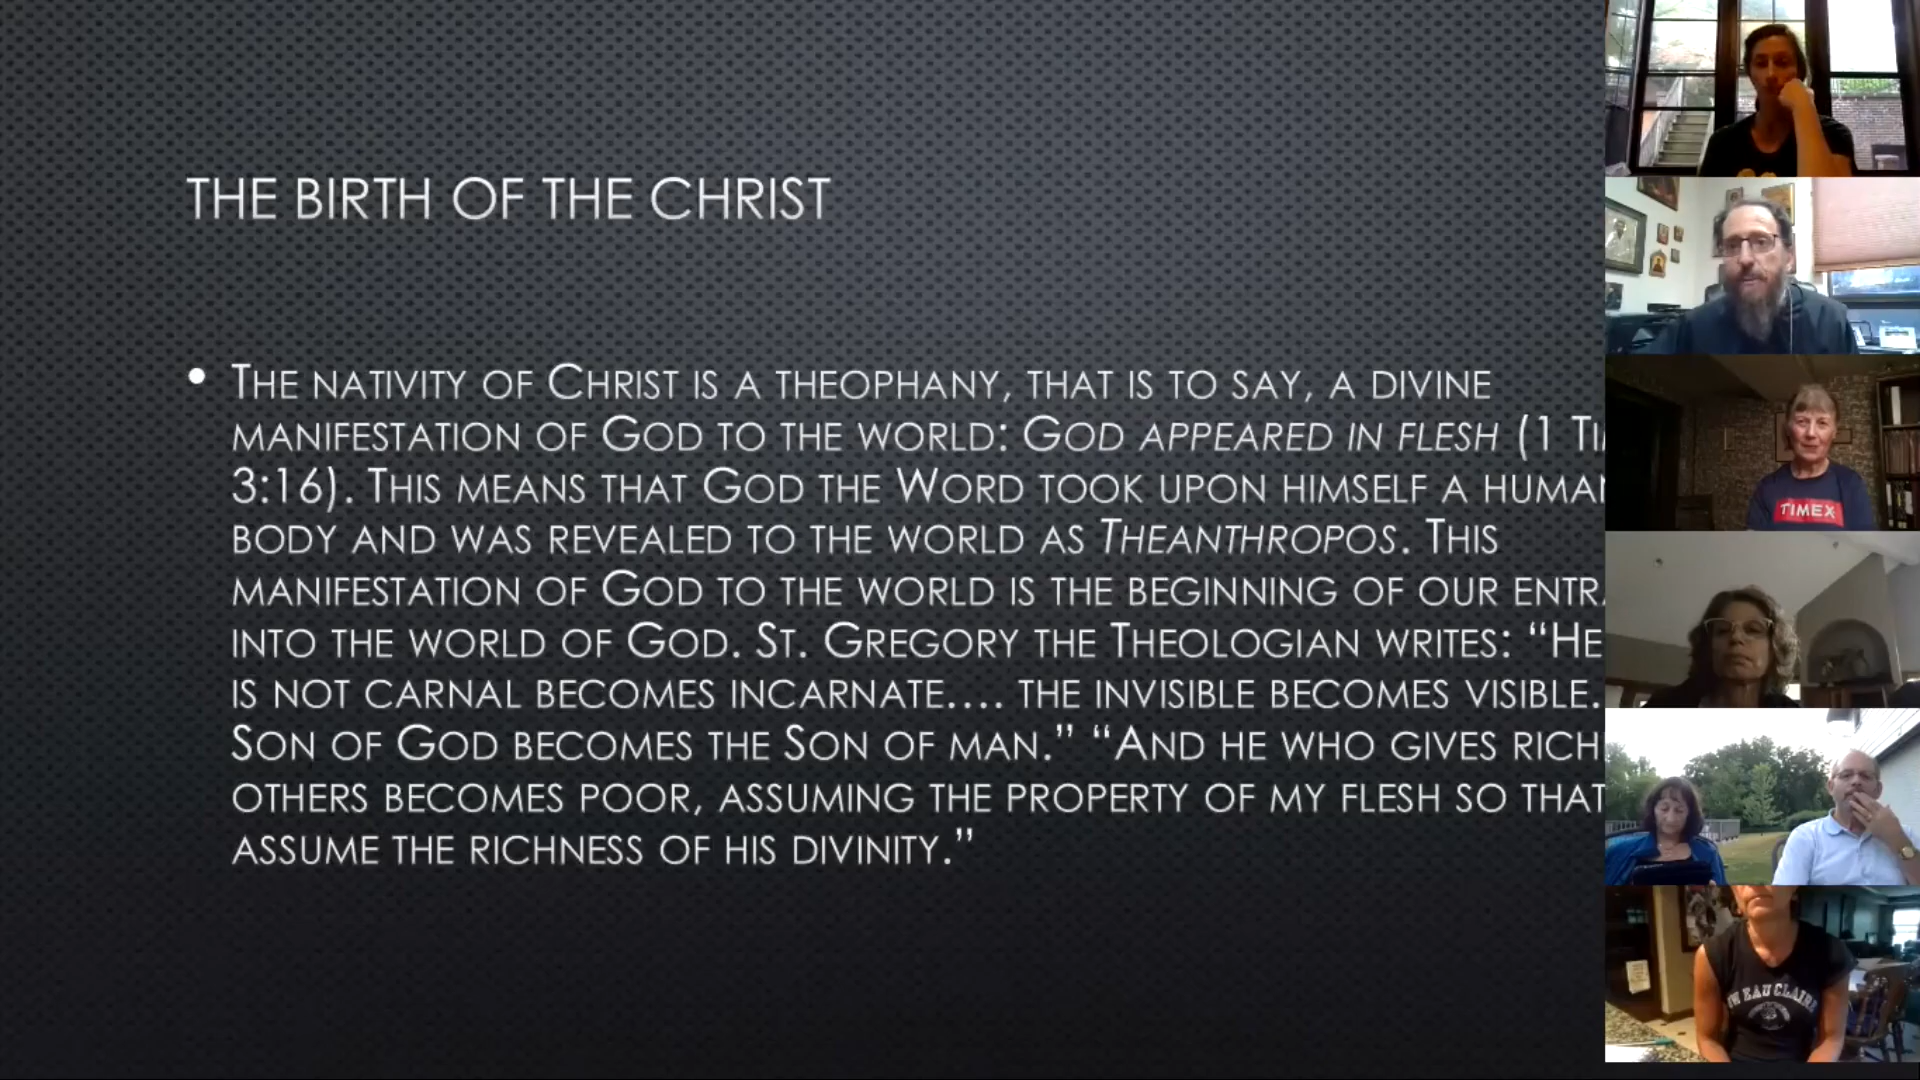 THE BIRTH OF THE CHRIST
• THE NATIVITY OF CHRIST IS A THEOPHANY, THAT IS TO SAY, A DIVINE
MANIFESTATION OF GOD TO THE WORLD: GOD APPEARED IN FLESH (1
3:16). THIS MEANS THAT GOD THE WORD TOOK UPON HIMSELF A
BODY AND WAS REVEALED TO THE WORLD AS THEANTHROPOS. THIS
MANIFESTATION OF GOD TO THE WORLD IS THE BEGINNING OF OUR
INTO THE WORLD OF GOD. ST. GREGORY THE THEOLOGIAN WRITES: “HE
IS NOT CARNAL BECOMES INCARNATE.... THE INVISIBLE BECOMES VISIBLE.
SON OF GOD BECOMES THE SON OF MAN.” “AND HE WHO GIVES
OTHERS BECOMES POOR, ASSUMING THE PROPERTY OF MY FLESH SO THAT
ASSUME THE RICHNESS OF HIS DIVINITY.”
TIMEX
EAU CLAIRE